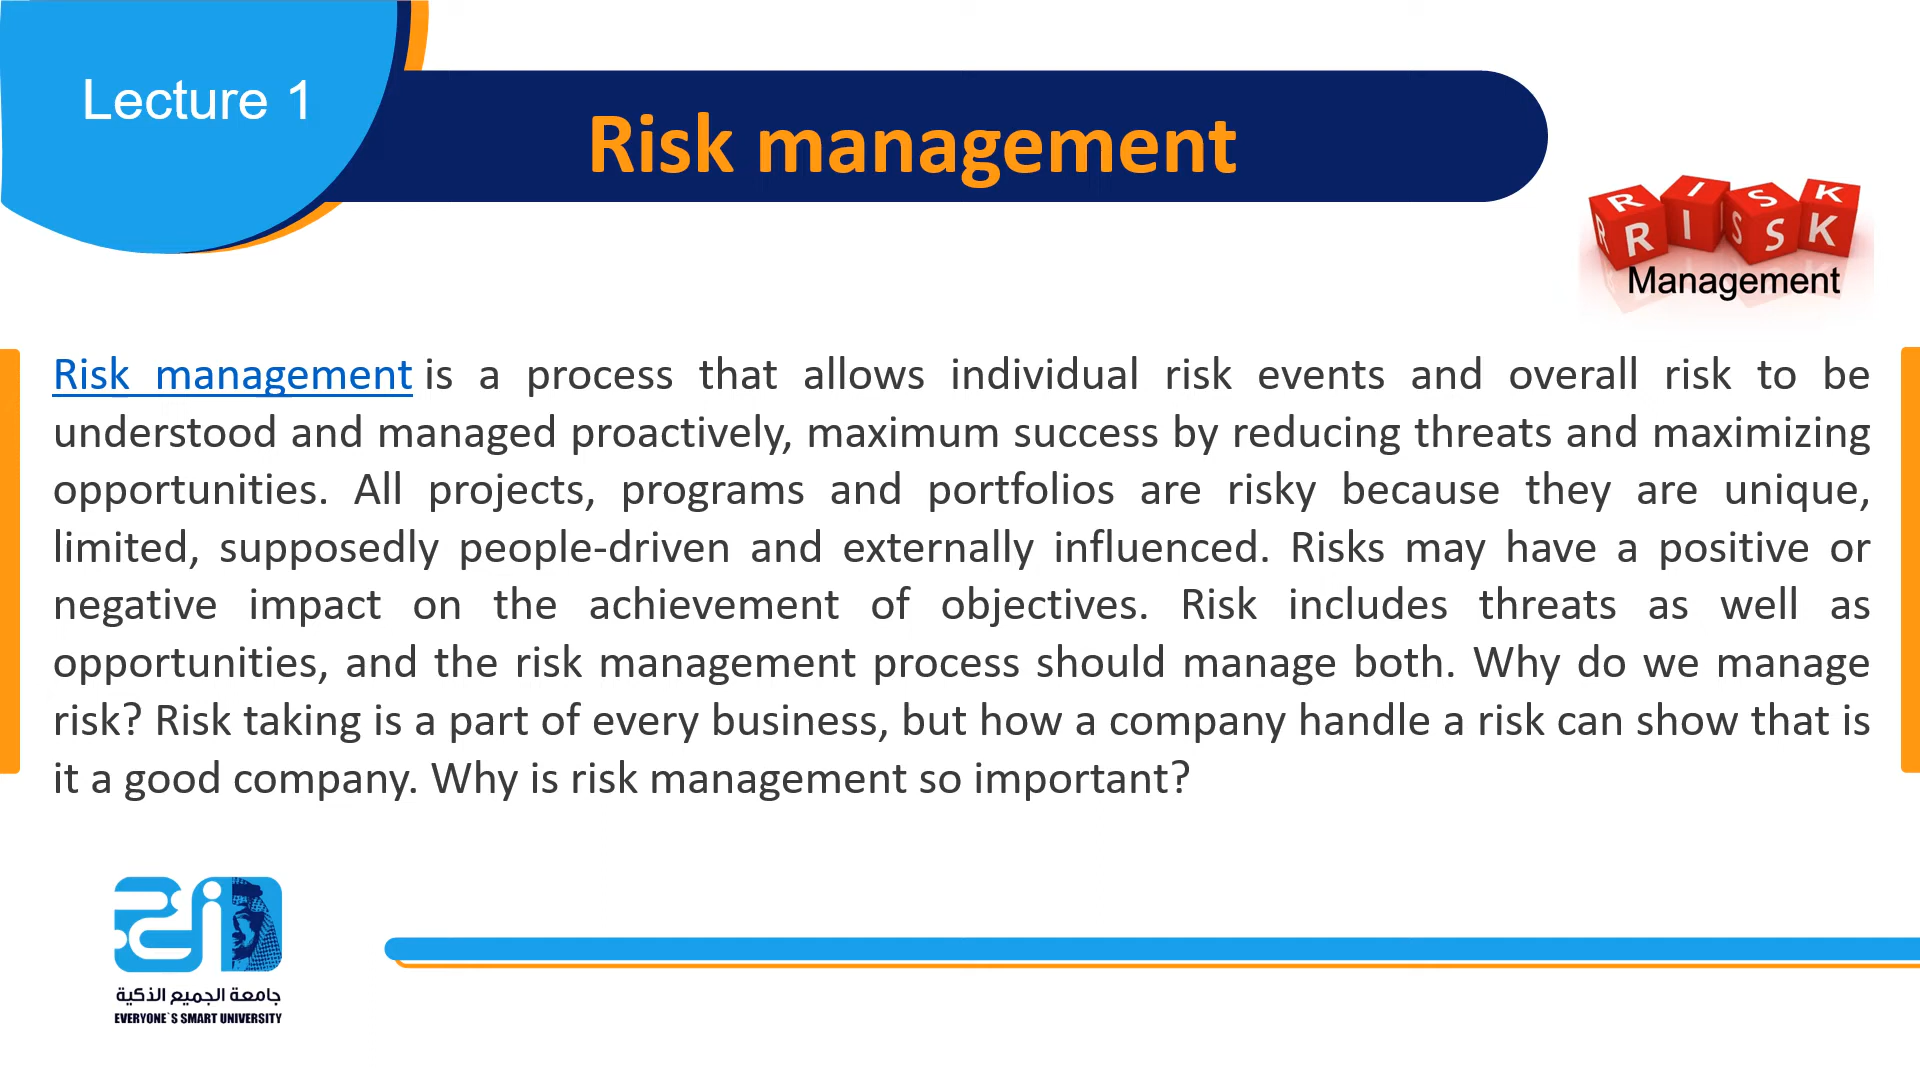 Lecture 1
Risk management
R I S K
R R I S S K
Management
Risk management is a process that allows individual risk events and overall risk to be
understood and managed proactively, maximum success by reducing threats and maximizing
opportunities. All projects, programs and portfolios are risky because they are unique,
limited, supposedly people-driven and externally influenced. Risks may have a positive or
negative impact on the achievement of objectives. Risk includes threats as well as
opportunities, and the risk management process should manage both. Why do we manage
risk? Risk taking is a part of every business, but how a company handle a risk can show that is
it a good company. Why is risk management so important?
جامعة الجميع الذكية
EVERYONE`S SMART UNIVERSITY